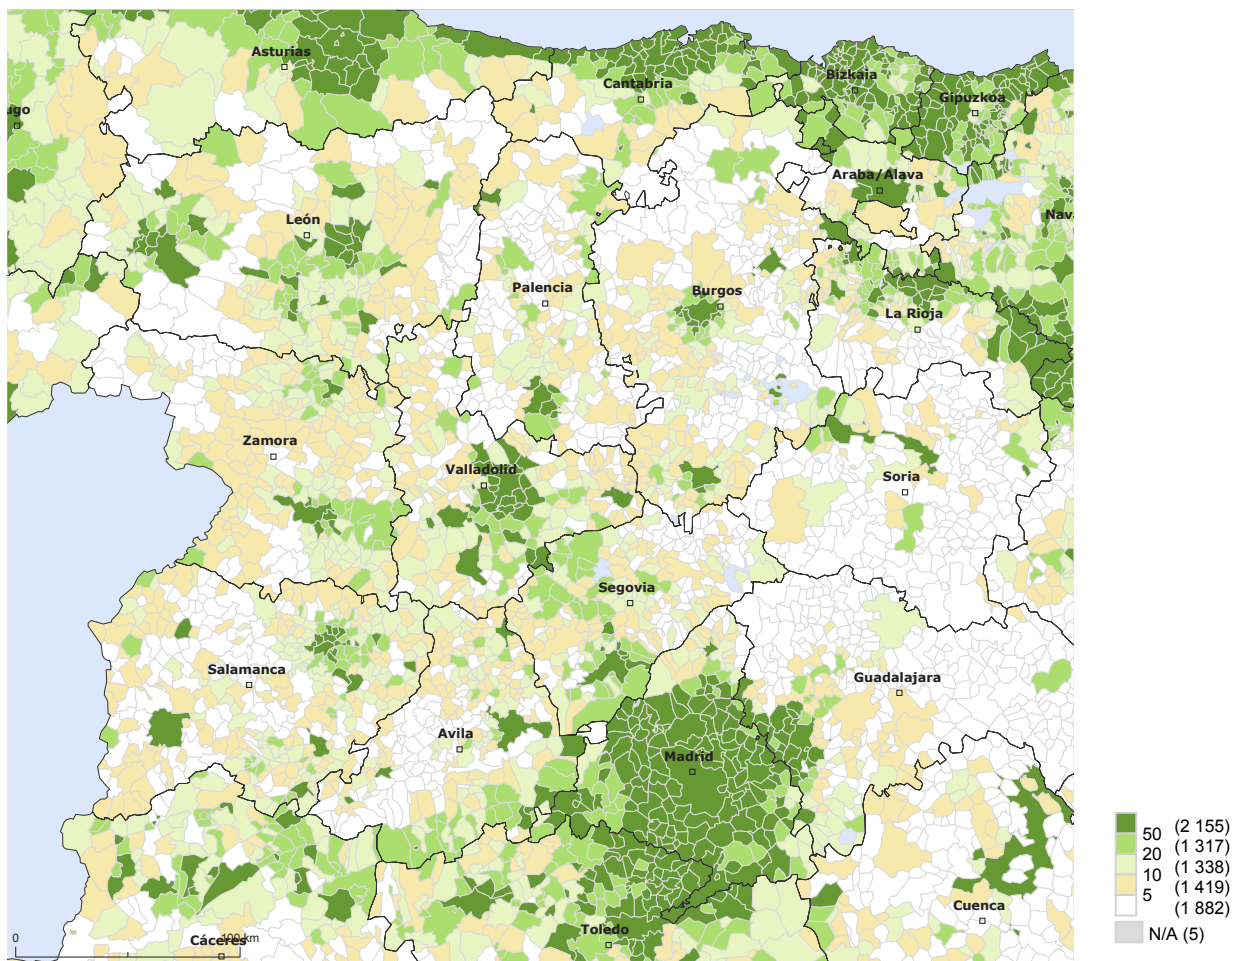 Asturias
Cantabria
Bizkaia
Gipuzkoa
ugo
Araba/Álava
León
Nava
Palencia
Burgos
La Rioja
Zamora
Valladolid
Soria
Segovia
Salamanca
Guadalajara
Avila
Madrid
Cuenca
Toledo
Cáceres
0
100 km
50
20
10
5
(2 155)
(1 317)
(1 338)
(1 419)
(1 882)
N/A (5)